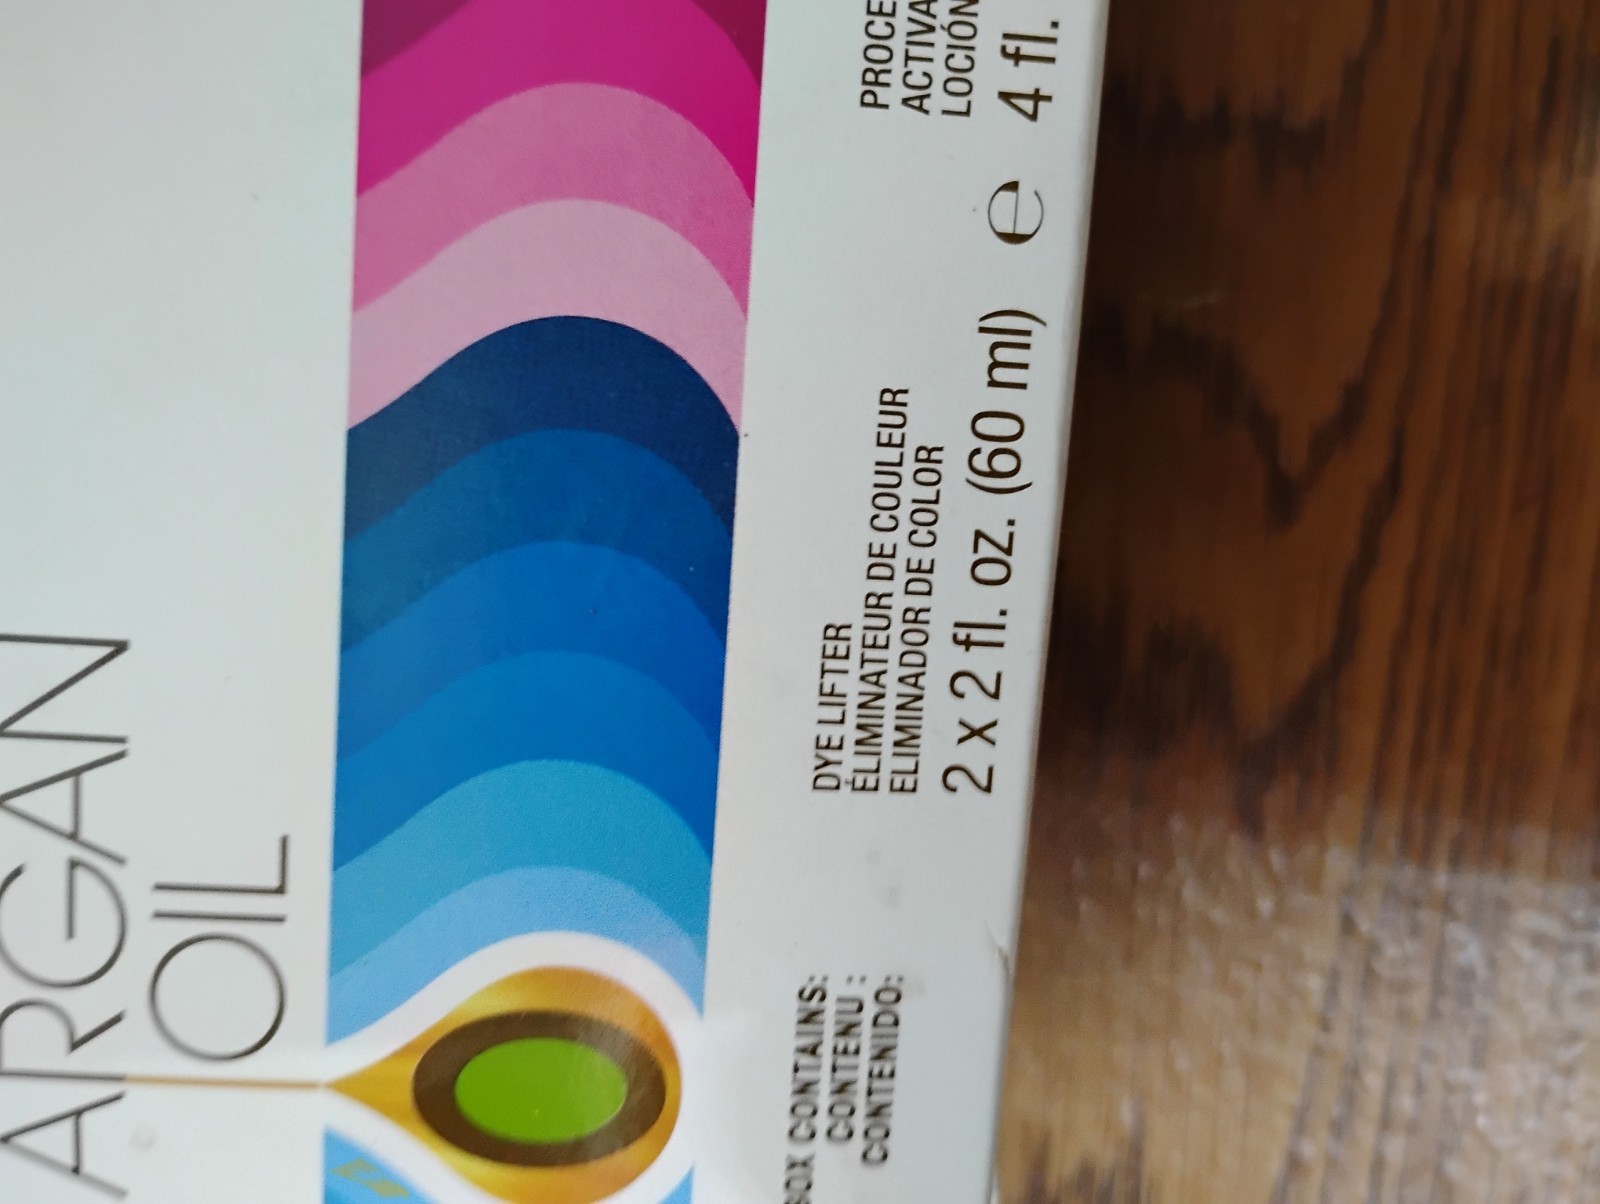 ARGAN
OIL
BOX CONTAINS:
CONTENU :
CONTENIDO:
DYE LIFTER
ÉLIMINATEUR DE COULEUR
ELIMINADOR DE COLOR
2 x 2 fl. oz. (60 ml) e
PROCE
ACTIVA
LOCIÓN
4 fl.